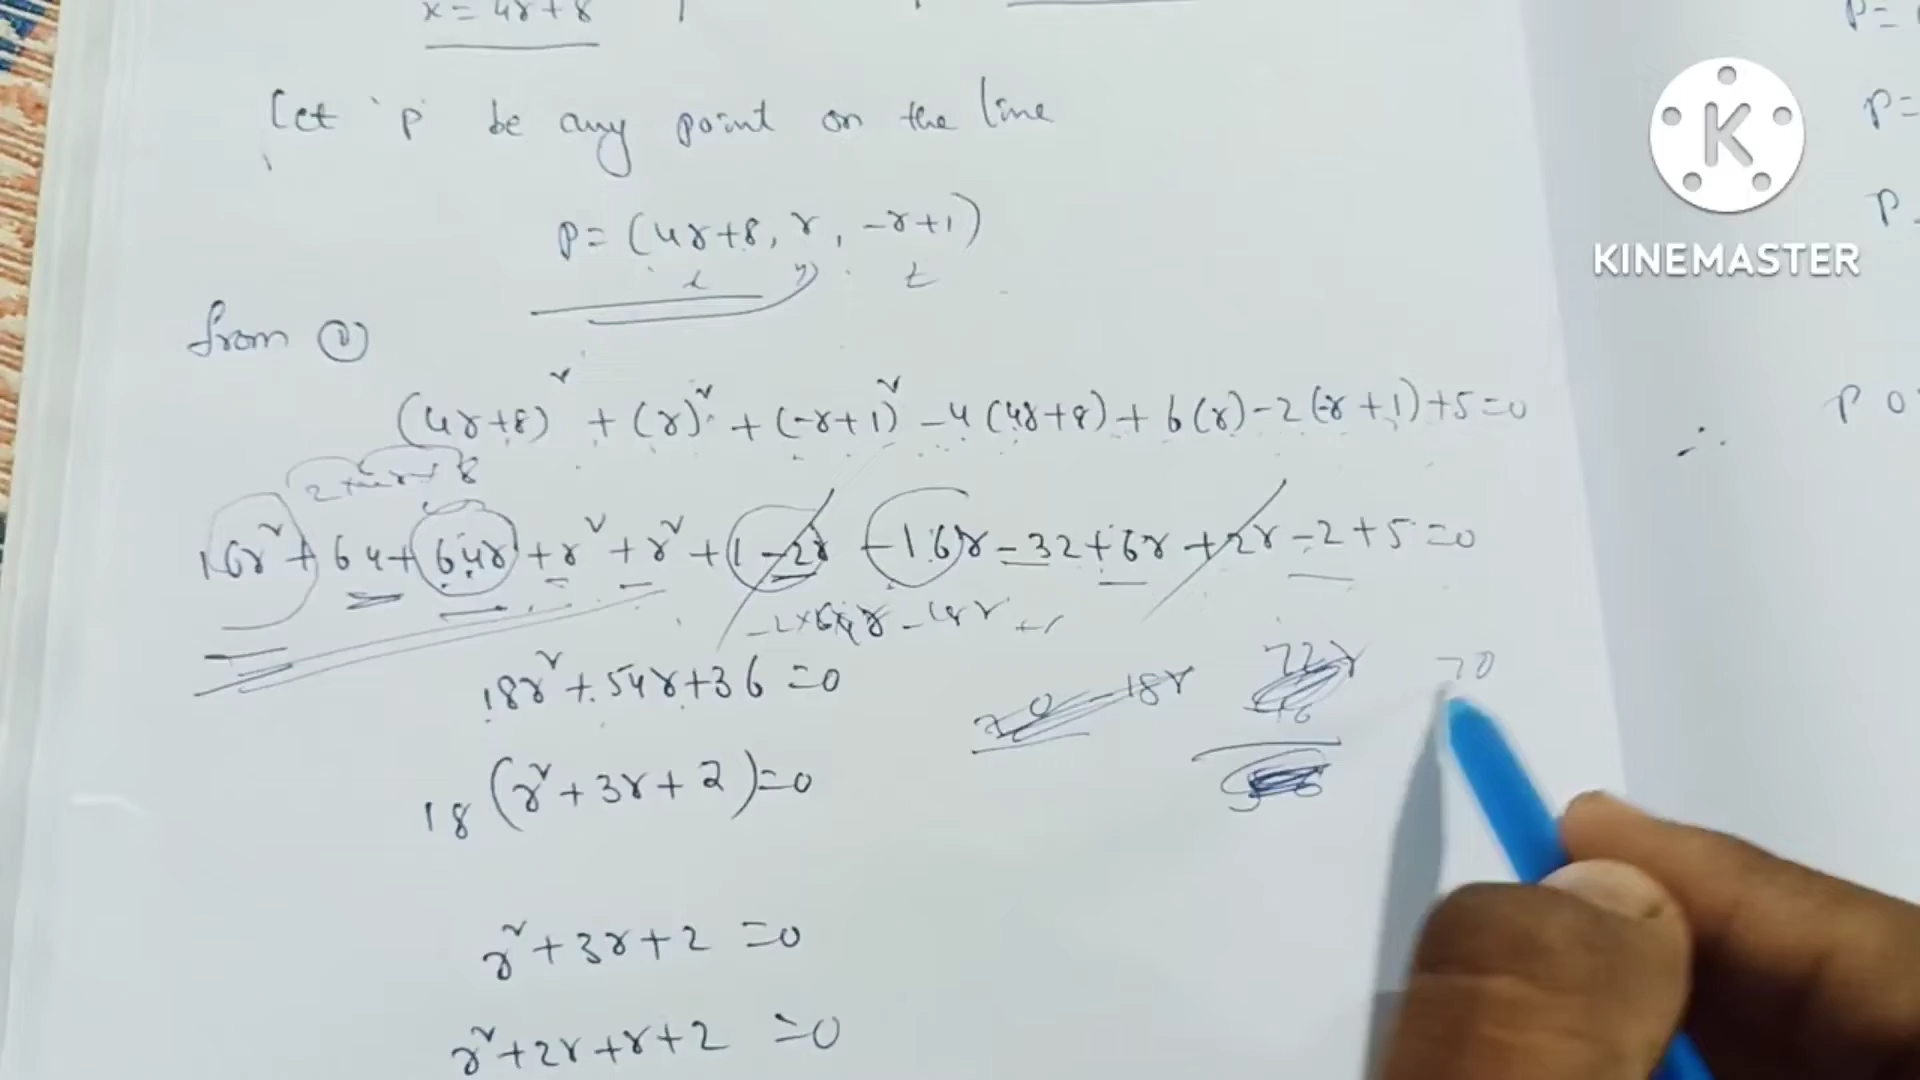 x = 4r+8
Let 'p' be any point on the line
p = (4r+8, r, -r+1)
from ①
(4r+8)² + (r)² + (-r+1)² - 4(4r+8) + 6(r) - 2(-r+1) + 5 = 0
16r² + 64 + 64r + r² + r² + 1 - 2r - 16r - 32 + 6r + 2r - 2 + 5 = 0
18r² + 54r + 36 = 0
-18r
72r
70
18(r² + 3r + 2) = 0
r² + 3r + 2 = 0
r² + 2r + r + 2 = 0
p =
p =
p
∴ p
K
KINEMASTER